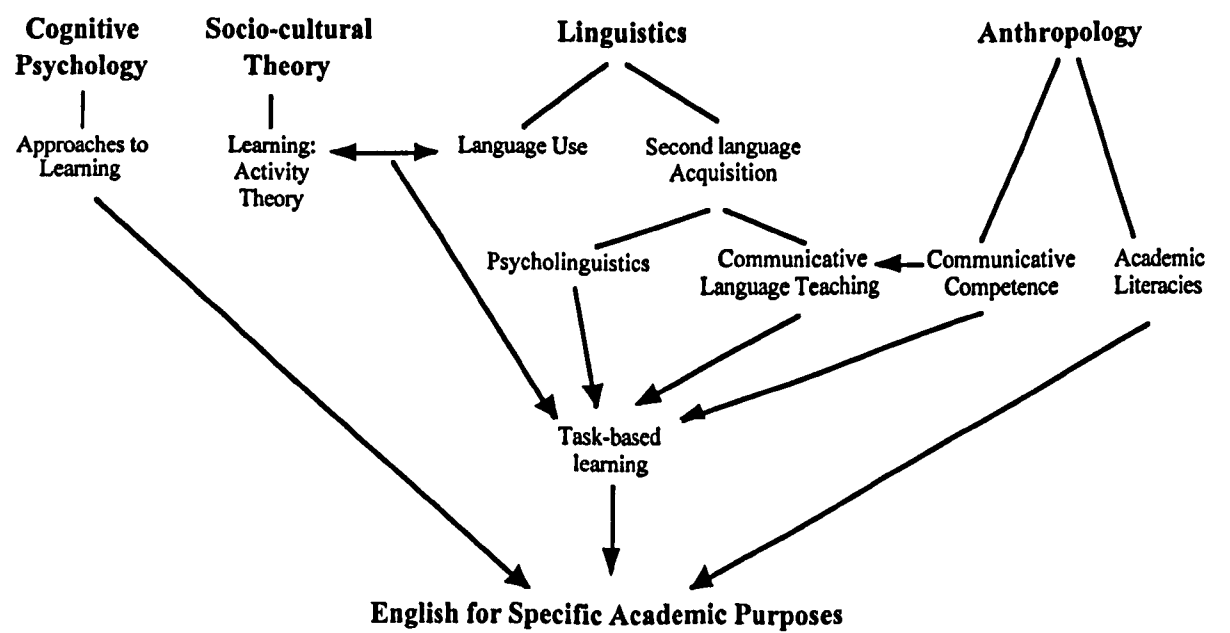 Cognitive
Psychology
Socio-cultural
Theory
Linguistics
Anthropology
Approaches to
Learning
Learning:
Activity
Theory
Language Use
Second language
Acquisition
Psycholinguistics
Communicative
Language Teaching
Communicative
Competence
Academic
Literacies
Task-based
learning
English for Specific Academic Purposes